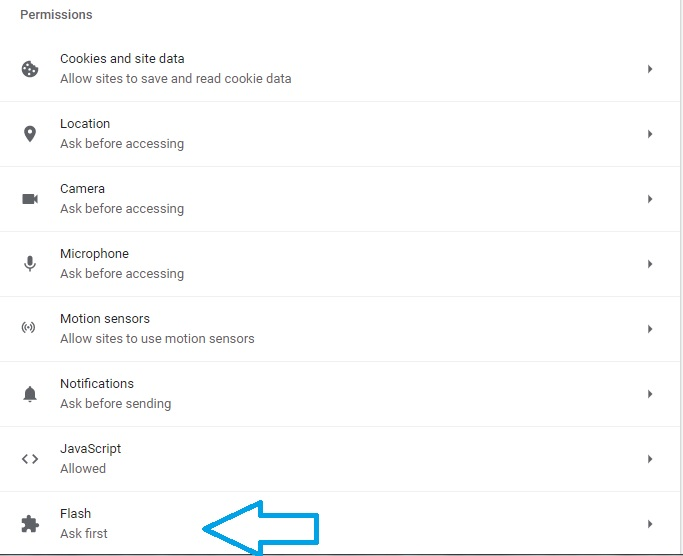 Permissions
Cookies and site data
Allow sites to save and read cookie data
Location
Ask before accessing
Camera
Ask before accessing
Microphone
Ask before accessing
Motion sensors
Allow sites to use motion sensors
Notifications
Ask before sending
JavaScript
Allowed
Flash
Ask first